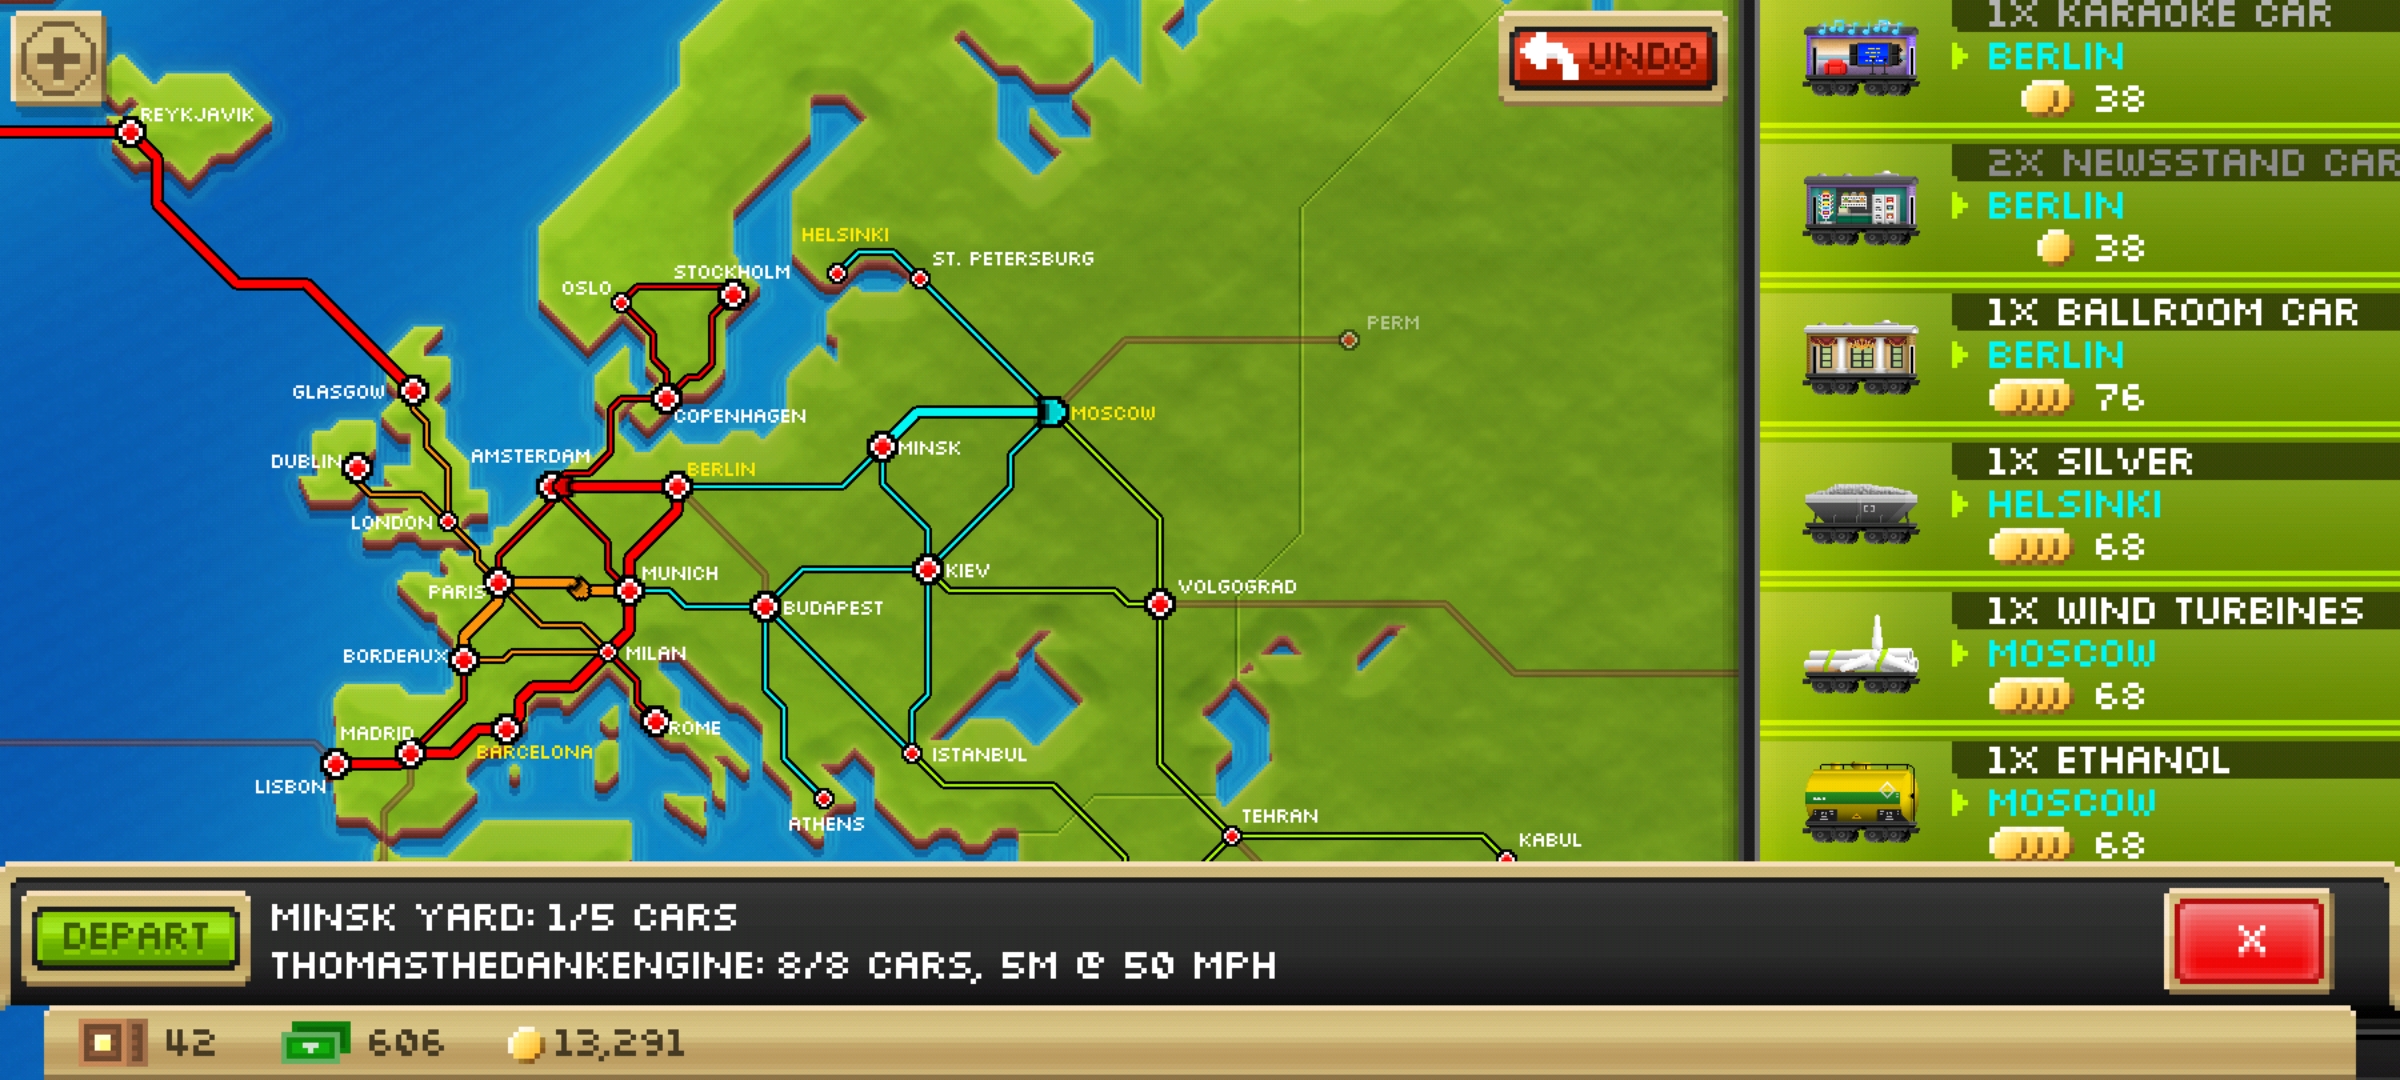 1X KARAOKE CAR
BERLIN
38
UNDO
REYKJAVIK
2X NEWSSTAND CAR
BERLIN
38
HELSINKI
ST. PETERSBURG
STOCKHOLM
OSLO
PERM
1X BALLROOM CAR
BERLIN
76
GLASGOW
COPENHAGEN
MOSCOW
MINSK
AMSTERDAM
DUBLIN
BERLIN
1X SILVER
HELSINKI
68
LONDON
PARIS
MUNICH
KIEV
VOLGOGRAD
BUDAPEST
1X WIND TURBINES
MOSCOW
68
BORDEAUX
MILAN
MADRID
ROME
BARCELONA
ISTANBUL
LISBON
ATHENS
TEHRAN
KABUL
1X ETHANOL
MOSCOW
68
DEPART
MINSK YARD: 1/5 CARS
THOMASTHEDANKENGINE: 8/8 CARS, 5M @ 50 MPH
X
42
606
13,291